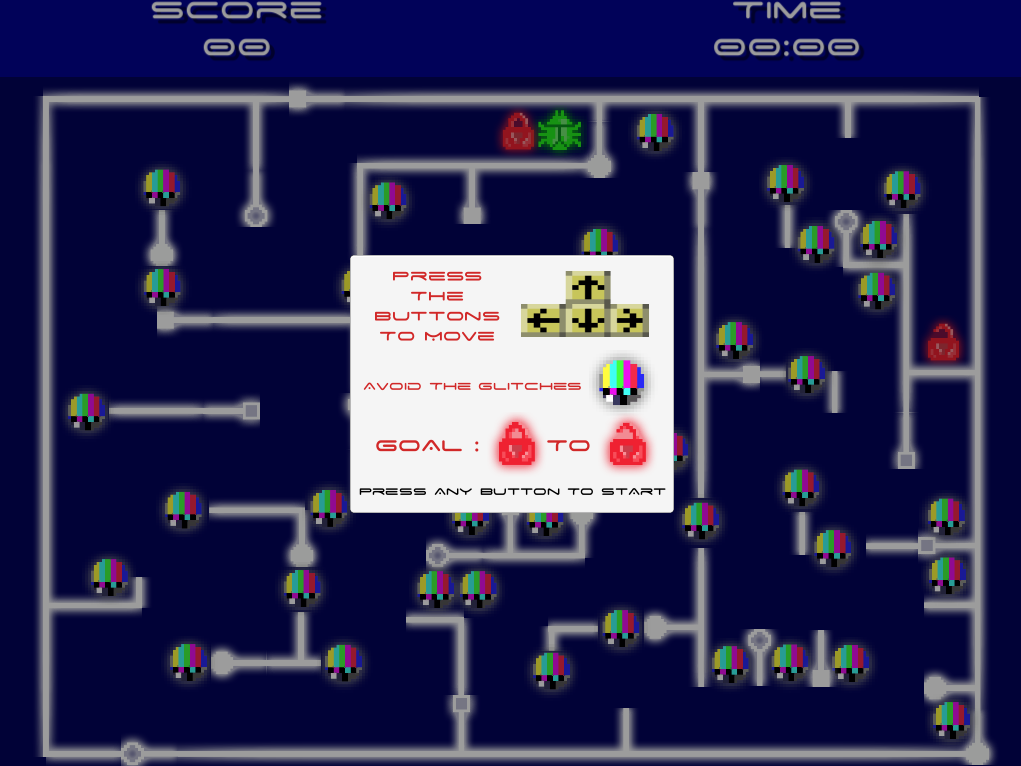 SCORE
TIME
00
00:00
PRESS
THE
BUTTONS
TO MOVE
AVOID THE GLITCHES
GOAL : TO
PRESS ANY BUTTON TO START